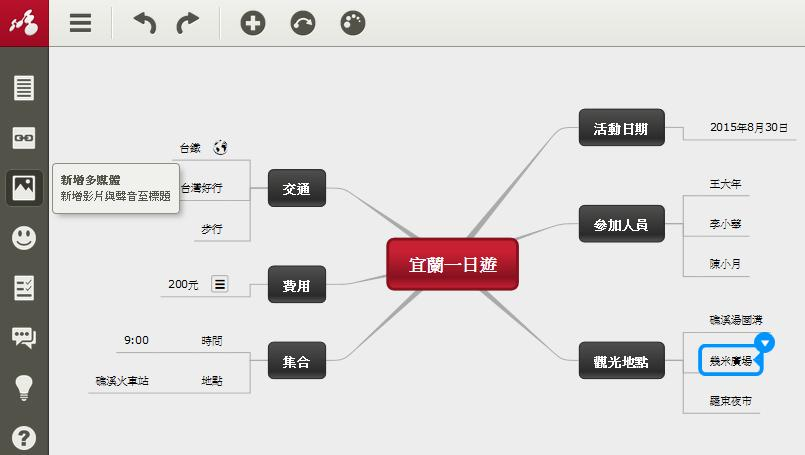 新增多媒體
新增影片與聲音至標題
宜蘭一日遊
活動日期
2015年8月30日
參加人員
王大年
李小華
陳小月
觀光地點
礁溪湯圍溝
幾米廣場
羅東夜市
交通
台鐵
台灣好行
步行
費用
200元
集合
時間
9:00
地點
礁溪火車站